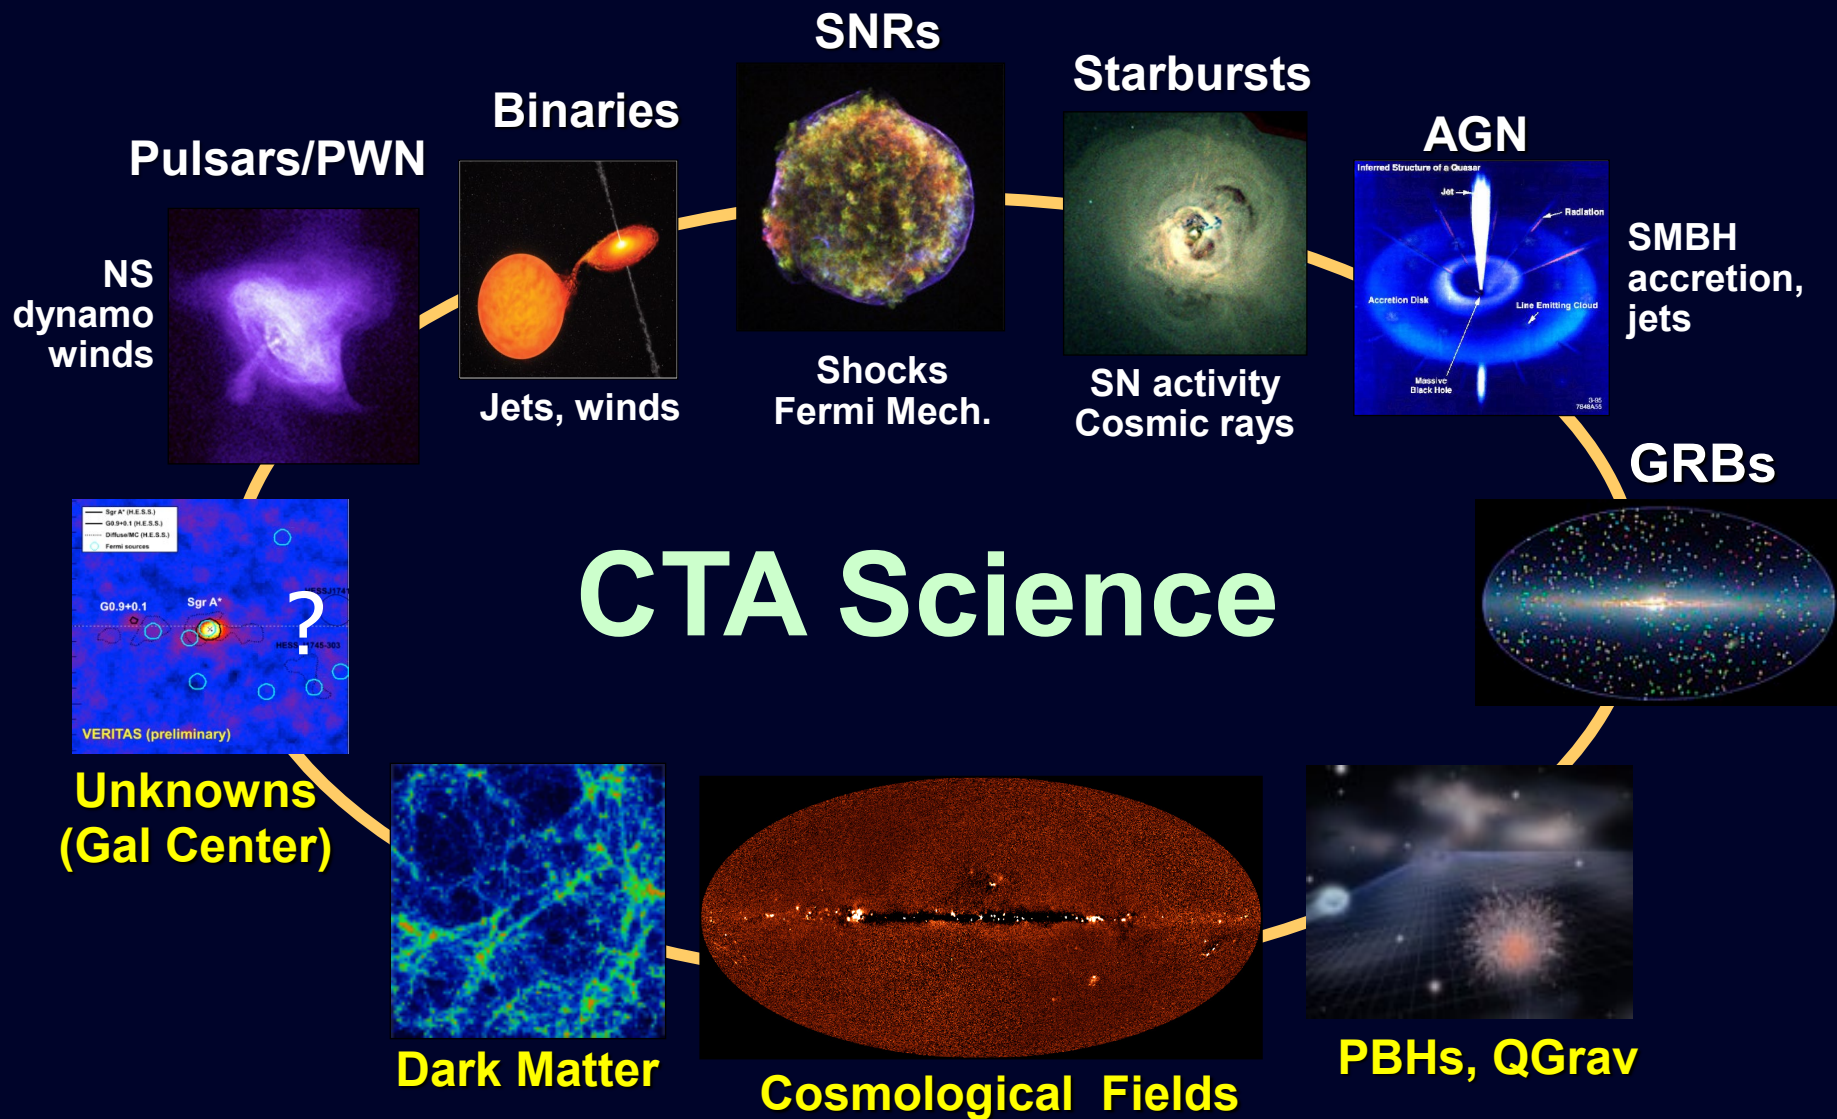 SNRs
Starbursts
Binaries
AGN
Pulsars/PWN
Inferred Structure of a Quasar
Jet
Radiation
NS
dynamo
winds
SMBH
accretion,
jets
Accretion Disk
Line Emitting Cloud
Massive
Black Hole
3-95
Jets, winds
Shocks
Fermi Mech.
SN activity
Cosmic rays
GRBs
Sgr A* (H.E.S.S.)
G0.9+0.1 (H.E.S.S.)
Diffuse/MC (H.E.S.S.)
Fermi sources
CTA Science
G0.9+0.1
Sgr A*
?
VERITAS (preliminary)
Unknowns
(Gal Center)
Dark Matter
Cosmological Fields
PBHs, QGrav